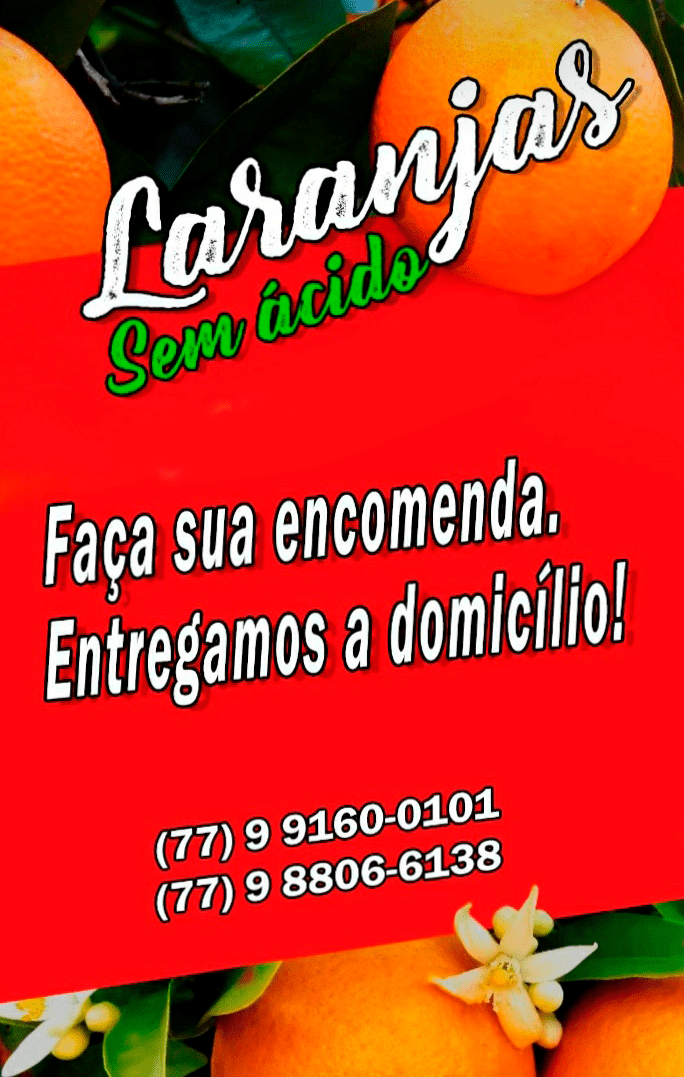 Laranjas
Sem ácido
Faça sua encomenda.
Entregamos a domicílio!
(77) 9 9160-0101
(77) 9 8806-6138